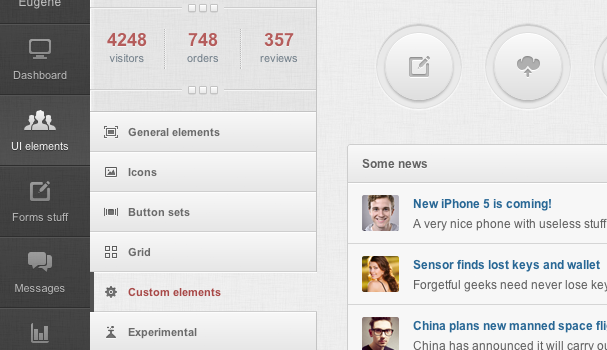 Eugene
Dashboard
UI elements
Forms stuff
Messages
4248 748 357
visitors orders reviews
General elements
Icons
Button sets
Grid
Custom elements
Experimental
Some news
New iPhone 5 is coming!
A very nice phone with useless stuff
Sensor finds lost keys and wallet
Forgetful geeks need never lose key
China plans new manned space fli
China has announced it will carry ou